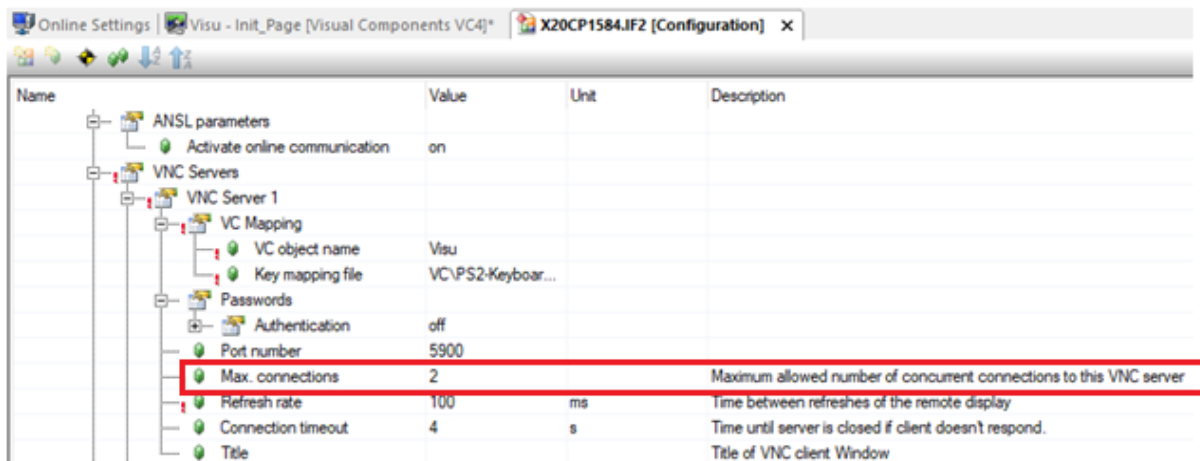 Online Settings Visu - Init_Page [Visual Components VC4]* X20CP1584.IF2 [Configuration] X
Name Value Unit Description
ANSL parameters
Activate online communication on
VNC Servers
VNC Server 1
VC Mapping
VC object name Visu
Key mapping file VC\PS2-Keyboar...
Passwords
Authentication off
Port number 5900
Max. connections 2 Maximum allowed number of concurrent connections to this VNC server
Refresh rate 100 ms Time between refreshes of the remote display
Connection timeout 4 s Time until server is closed if client doesn't respond.
Title Title of VNC client Window